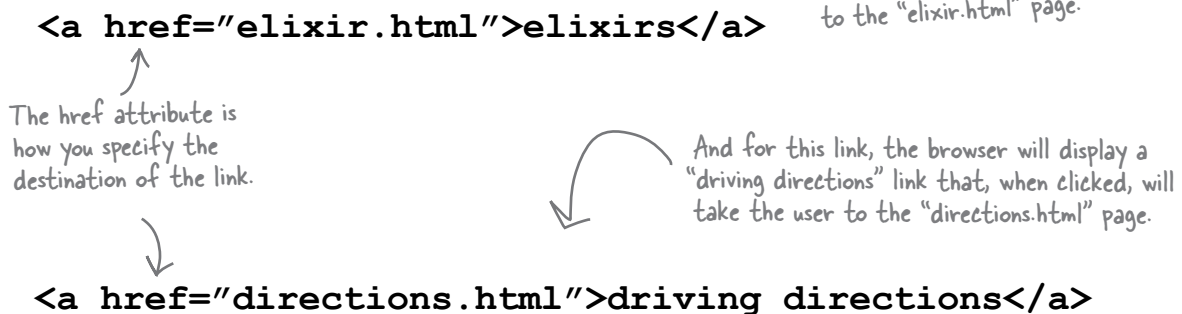 to the “elixir.html” page.
<a href=”elixir.html”>elixirs</a>
The href attribute is
how you specify the
destination of the link.
And for this link, the browser will display a
“driving directions” link that, when clicked, will
take the user to the “directions.html” page.
<a href=”directions.html”>driving directions</a>